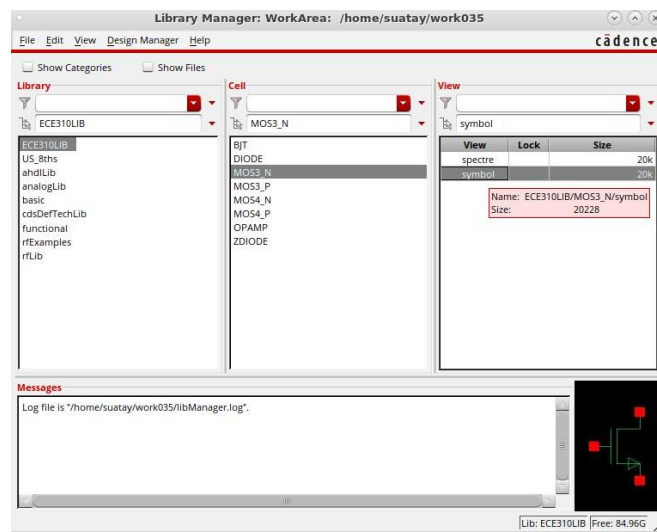 Library Manager: WorkArea: /home/suatay/work035
File Edit View Design Manager Help
cādence
Show Categories Show Files
Library
ECE310LIB
ECE310LIB
US_8ths
ahdlLib
analogLib
basic
cdsDefTechLib
functional
rfExamples
rfLib
Cell
MOS3_N
BJT
DIODE
MOS3_N
MOS3_P
MOS4_N
MOS4_P
OPAMP
ZDIODE
View
symbol
View Lock Size
spectre 20k
symbol 20k
Name: ECE310LIB/MOS3_N/symbol
Size: 20228
Messages
Log file is "/home/suatay/work035/libManager.log".
Lib: ECE310LIB Free: 84.96G